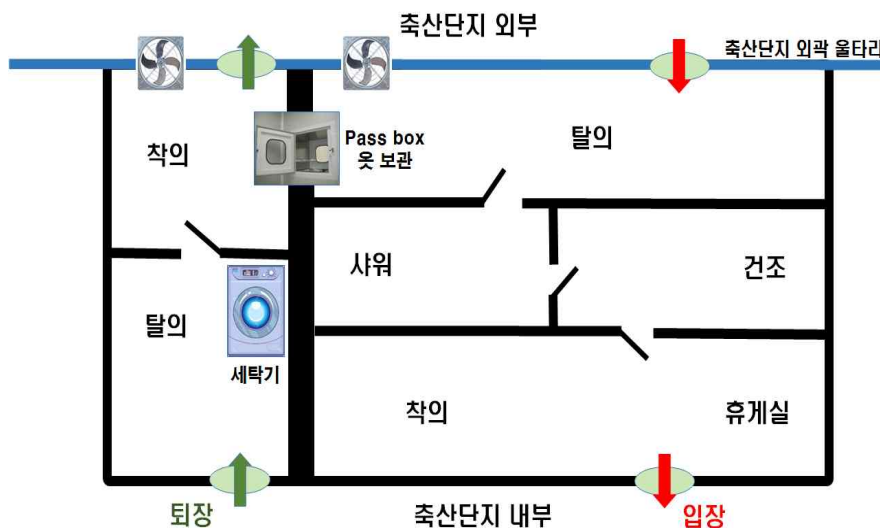 축산단지 외부
축산단지 외곽 울타리
착의
Pass box
옷 보관
탈의
샤워
건조
탈의
세탁기
착의
휴게실
퇴장
축산단지 내부
입장